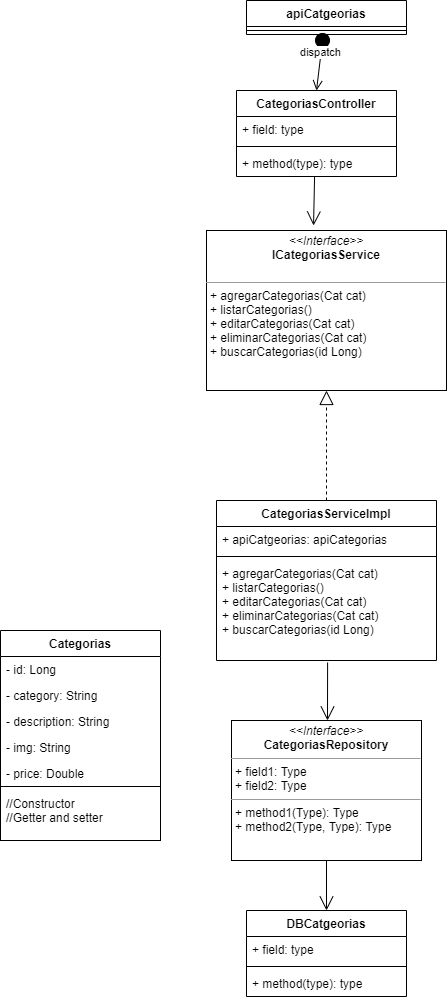 apiCatgeorias
dispatch
CategoriasController
+ field: type
+ method(type): type
<<Interface>>
ICategoriasService
+ agregarCategorias(Cat cat)
+ listarCategorias()
+ editarCategorias(Cat cat)
+ eliminarCategorias(Cat cat)
+ buscarCategorias(id Long)
CategoriasServiceImpl
+ apiCatgeorias: apiCategorias
+ agregarCategorias(Cat cat)
+ listarCategorias()
+ editarCategorias(Cat cat)
+ eliminarCategorias(Cat cat)
+ buscarCategorias(id Long)
Categorias
- id: Long
- category: String
- description: String
- img: String
- price: Double
//Constructor
//Getter and setter
<<Interface>>
CategoriasRepository
+ field1: Type
+ field2: Type
+ method1(Type): Type
+ method2(Type, Type): Type
DBCatgeorias
+ field: type
+ method(type): type